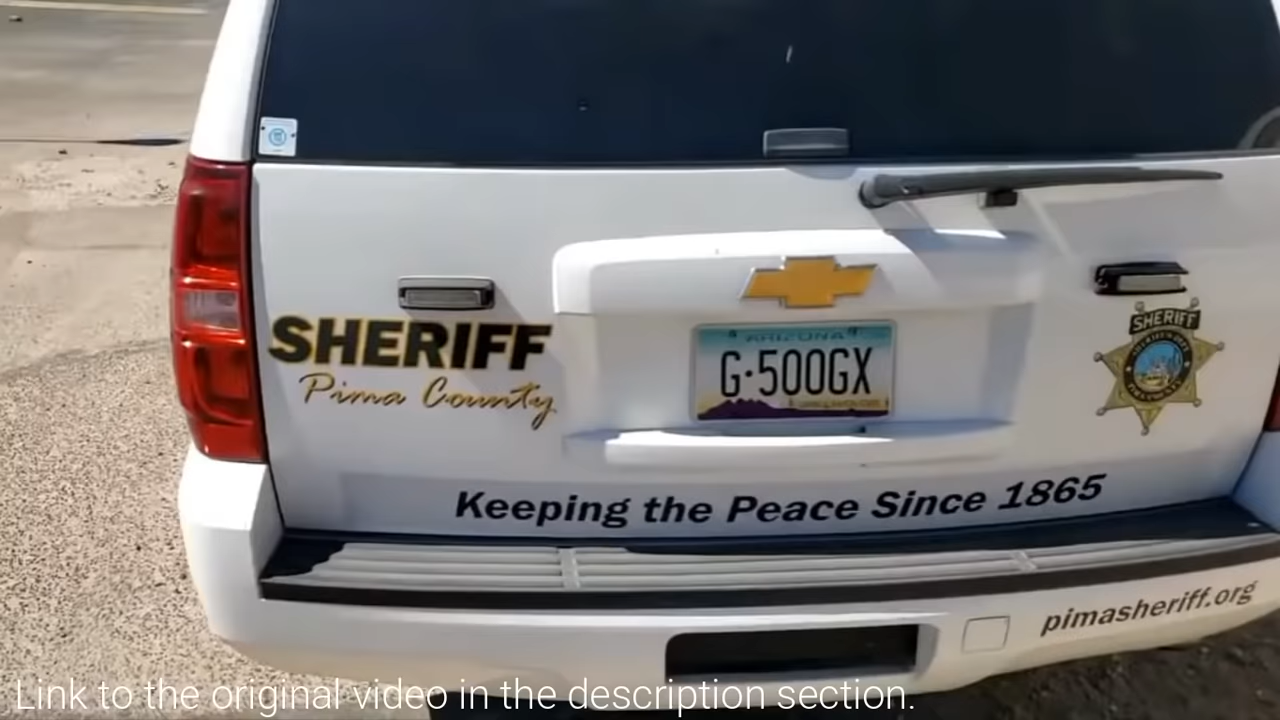 SHERIFF
Pima County
ARIZONA
G·500GX
SHERIFF
Keeping the Peace Since 1865
pimasheriff.org
Link to the original video in the description section.